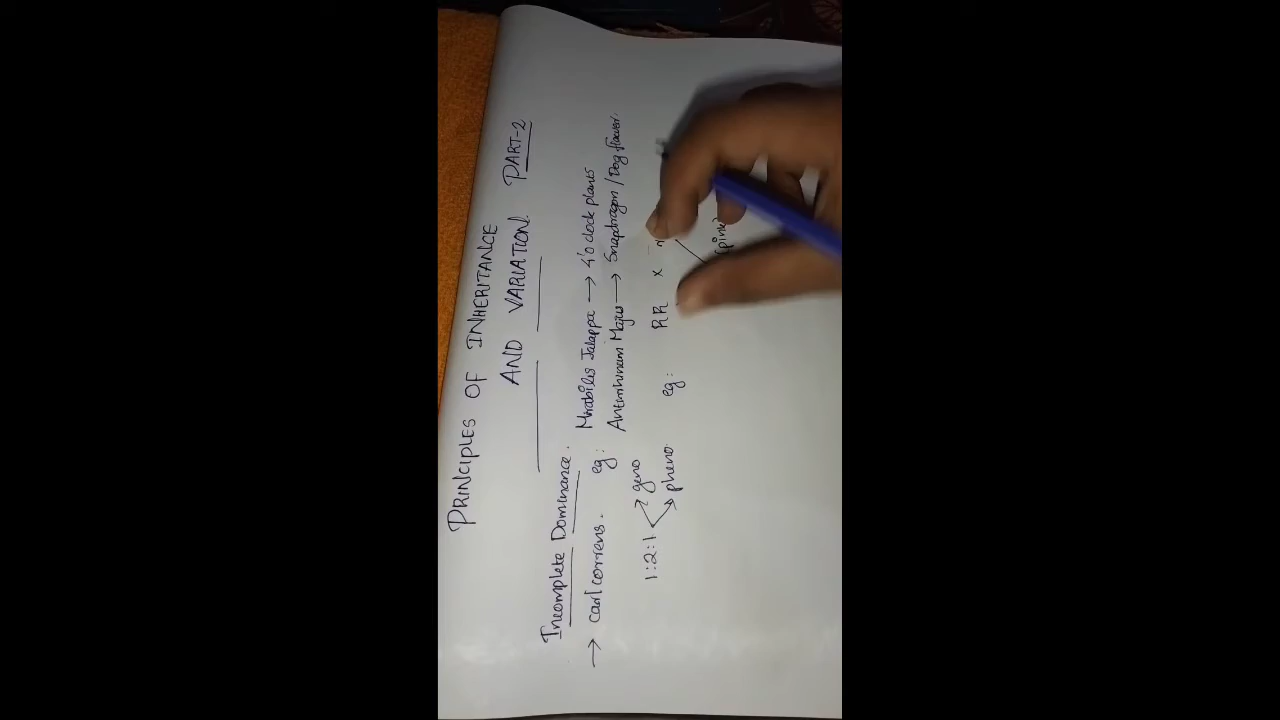 PRINCIPLES OF INHERITANCE
AND VARIATION. PART-2
Incomplete Dominance.
→ Carl correns. eg: Mirabilis Jalappa → 4'o clock plants
Antirrhinum Majus → Snapdragon / Dog flower.
1:2:1 geno
pheno.
eg: RR x
(pink)